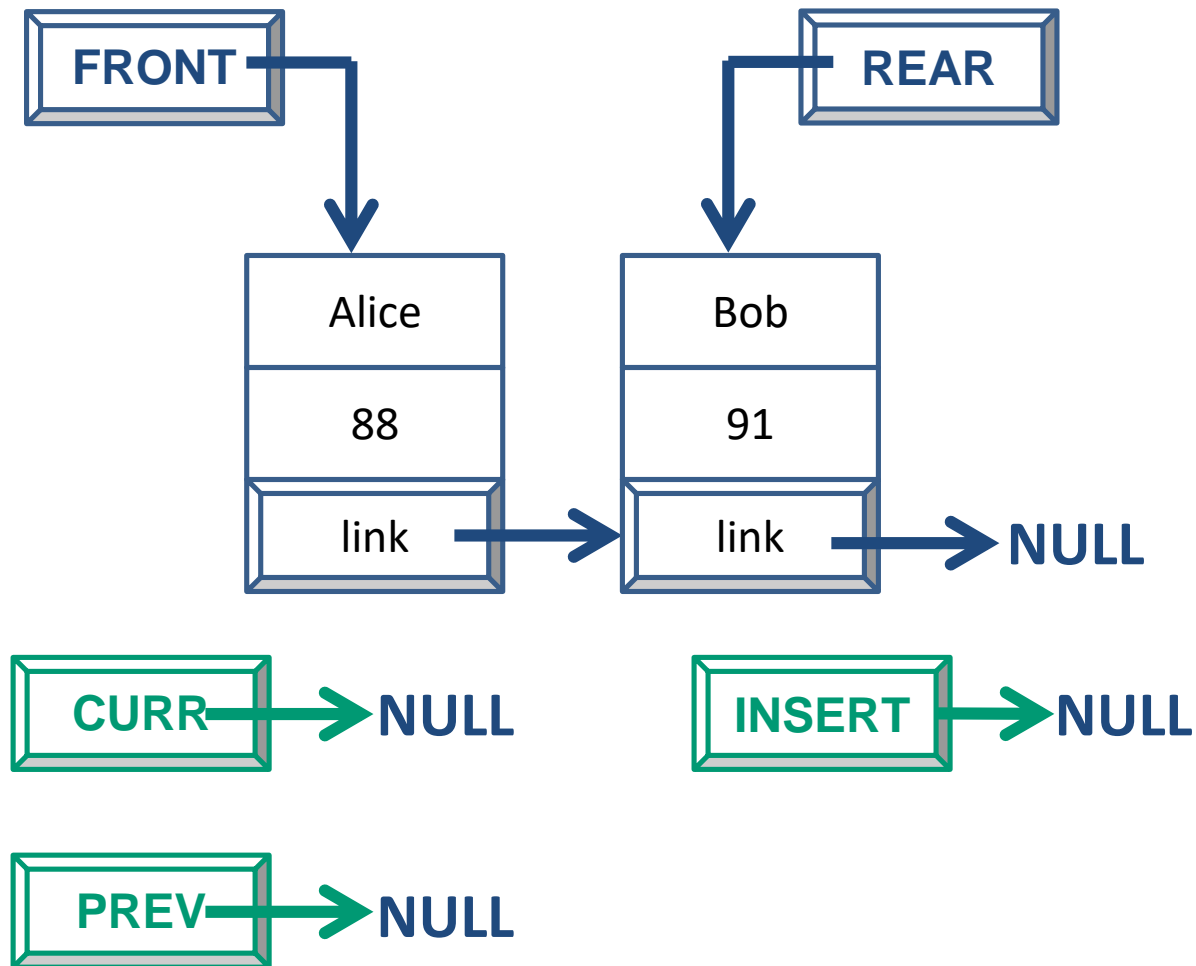 FRONT
REAR
Alice
Bob
88
91
link
link
NULL
CURR
NULL
INSERT
NULL
PREV
NULL